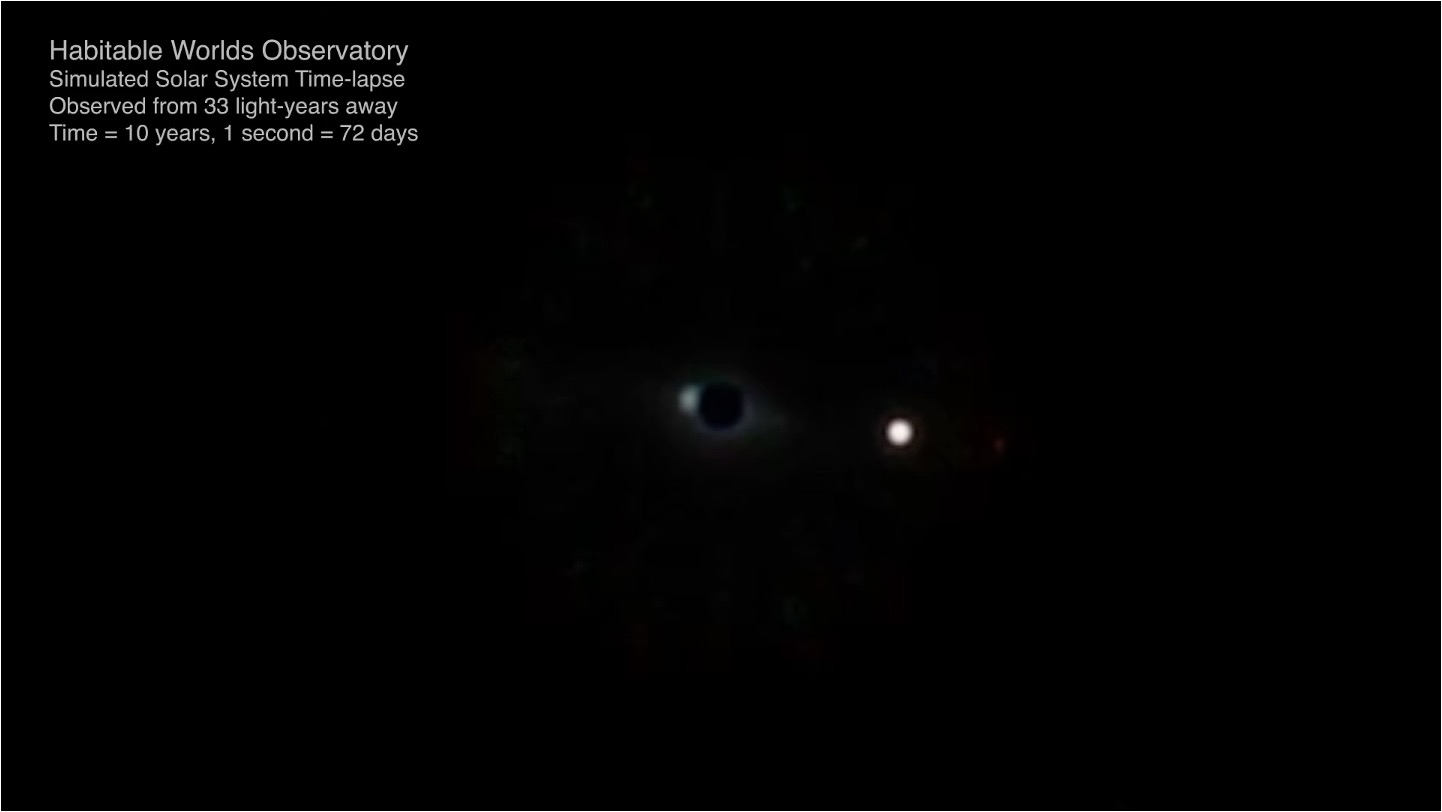 Habitable Worlds Observatory
Simulated Solar System Time-lapse
Observed from 33 light-years away
Time = 10 years, 1 second = 72 days